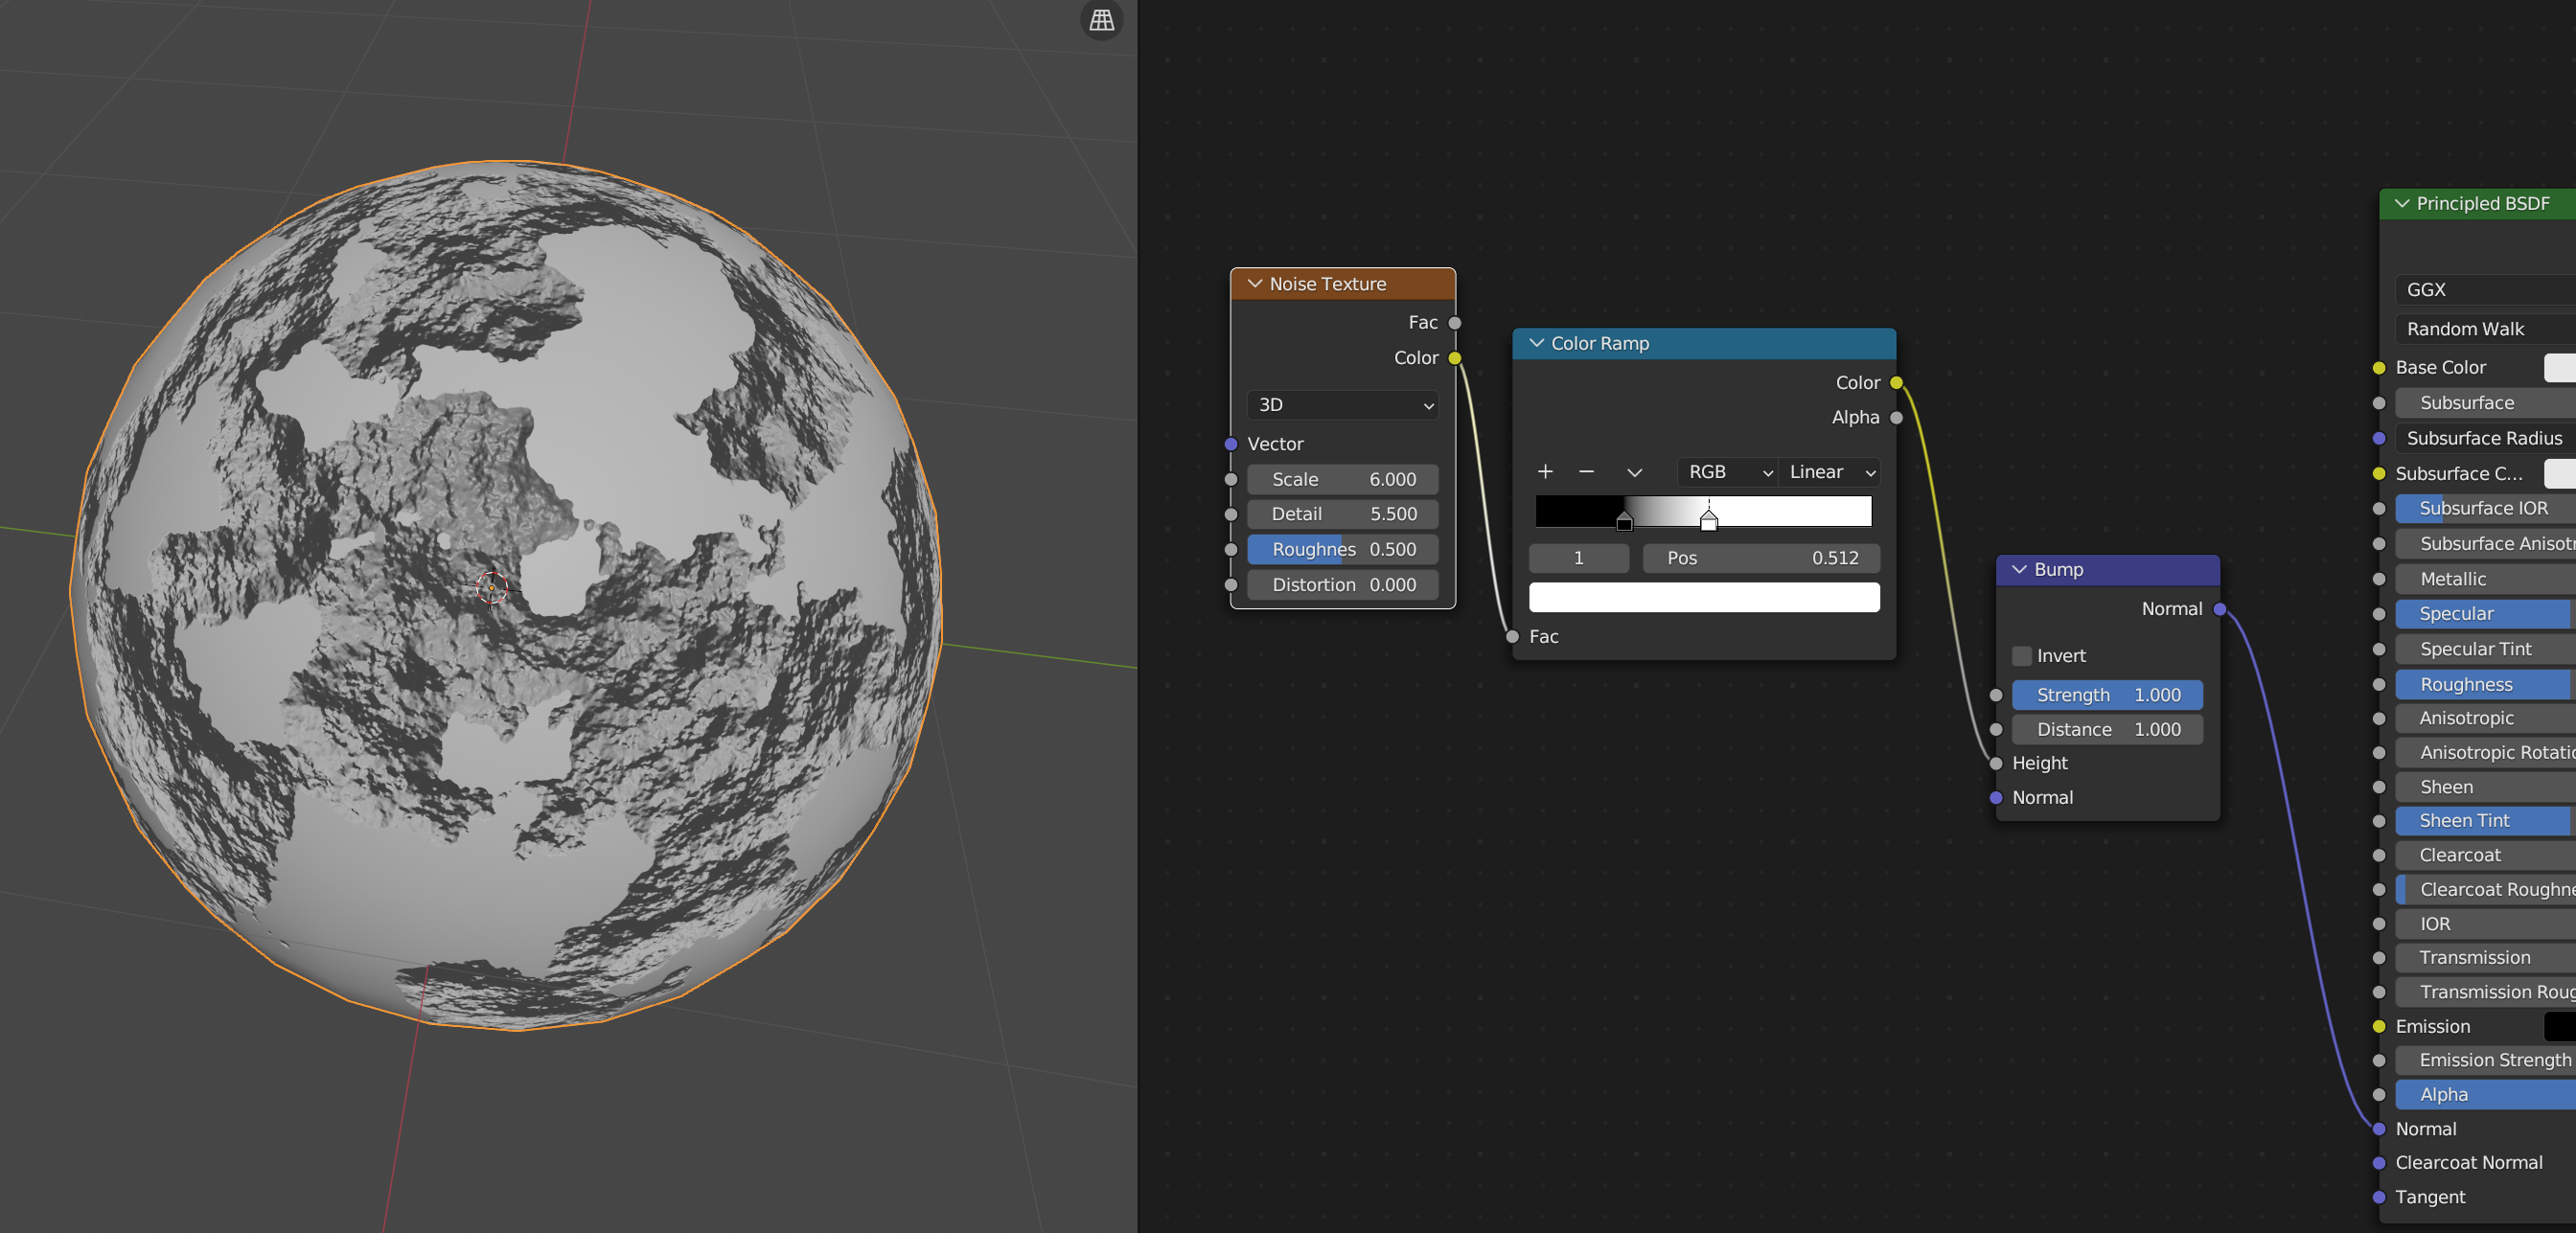 Noise Texture
Fac
Color
3D
Vector
Scale 6.000
Detail 5.500
Roughnes 0.500
Distortion 0.000
Color Ramp
Color
Alpha
RGB Linear
1 Pos 0.512
Fac
Bump
Normal
Invert
Strength 1.000
Distance 1.000
Height
Normal
Principled BSDF
GGX
Random Walk
Base Color
Subsurface
Subsurface Radius
Subsurface C...
Subsurface IOR
Subsurface Anisotr
Metallic
Specular
Specular Tint
Roughness
Anisotropic
Anisotropic Rotatic
Sheen
Sheen Tint
Clearcoat
Clearcoat Roughne
IOR
Transmission
Transmission Roug
Emission
Emission Strength
Alpha
Normal
Clearcoat Normal
Tangent